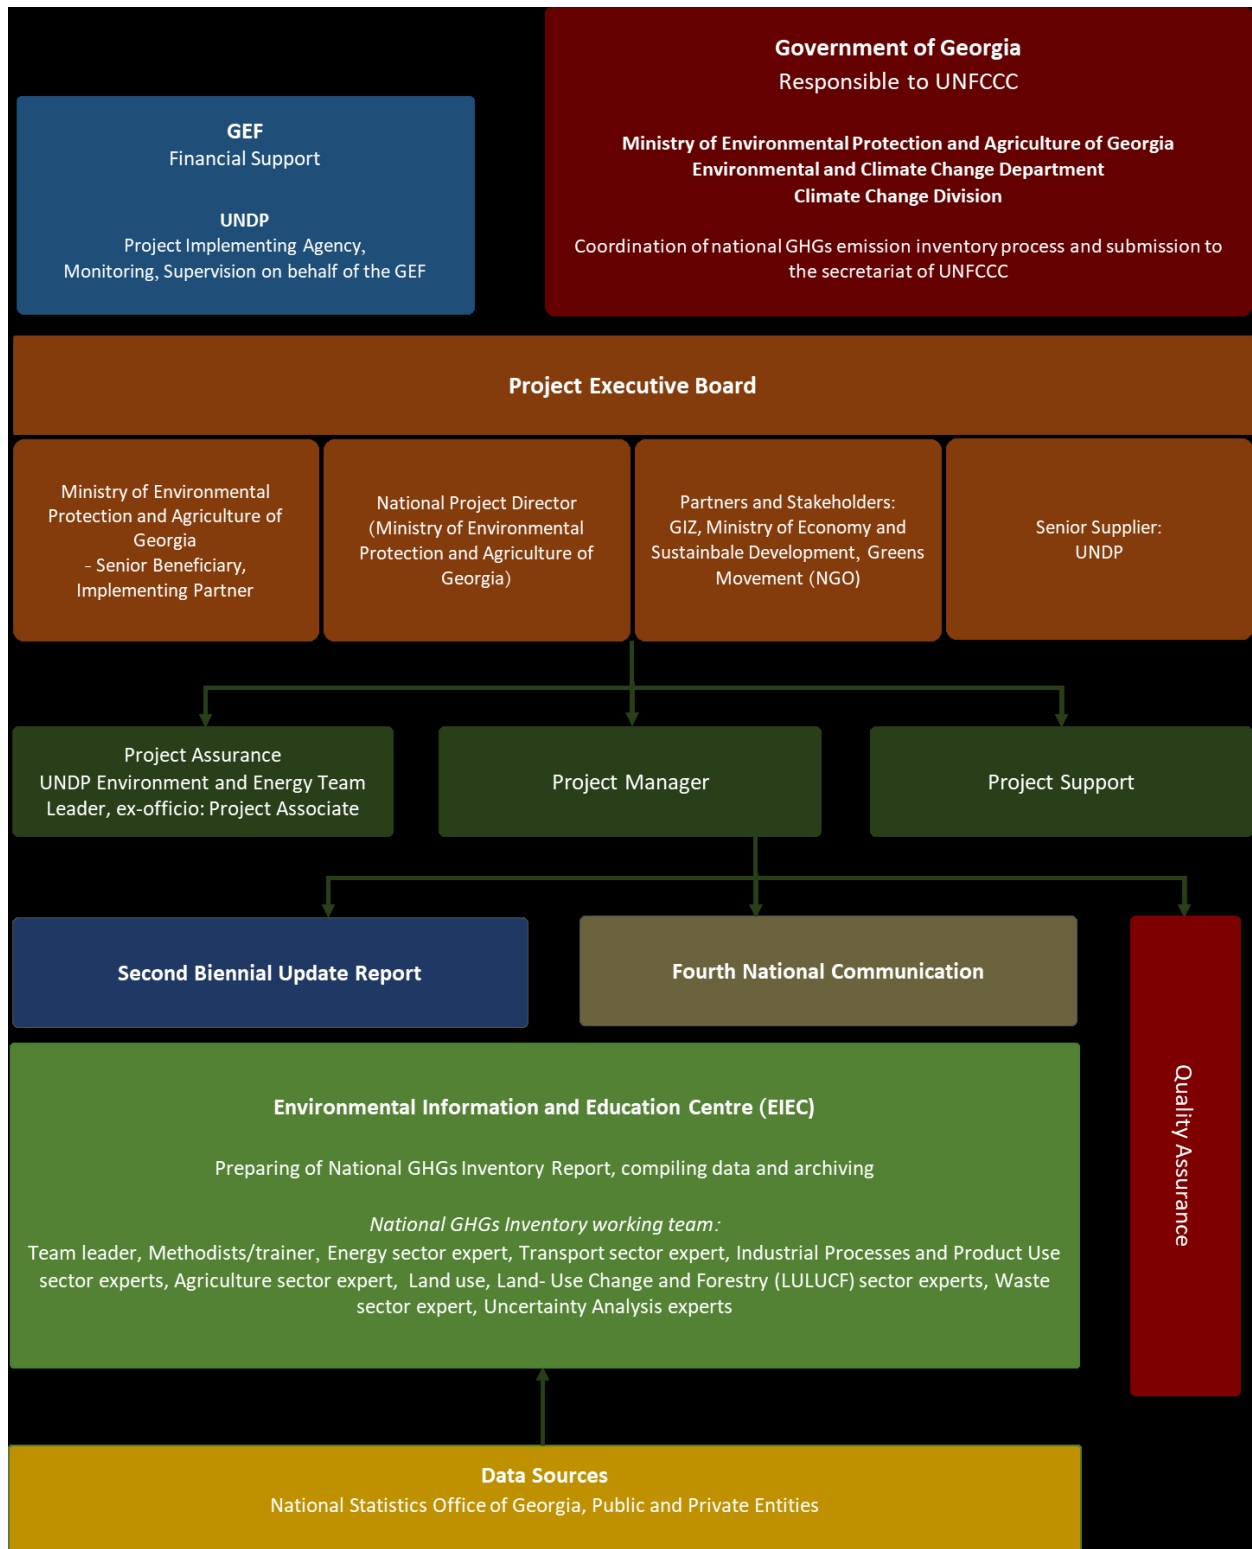 GEF
Financial Support
UNDP
Project Implementing Agency,
Monitoring, Supervision on behalf of the GEF
Government of Georgia
Responsible to UNFCCC
Ministry of Environmental Protection and Agriculture of Georgia
Environmental and Climate Change Department
Climate Change Division
Coordination of national GHGs emission inventory process and submission to
the secretariat of UNFCCC
Project Executive Board
Ministry of Environmental
Protection and Agriculture of
Georgia
- Senior Beneficiary,
Implementing Partner
National Project Director
(Ministry of Environmental
Protection and Agriculture of
Georgia)
Partners and Stakeholders:
GIZ, Ministry of Economy and
Sustainbale Development, Greens
Movement (NGO)
Senior Supplier:
UNDP
Project Assurance
UNDP Environment and Energy Team
Leader, ex-officio: Project Associate
Project Manager
Project Support
Second Biennial Update Report
Fourth National Communication
Quality Assurance
Environmental Information and Education Centre (EIEC)
Preparing of National GHGs Inventory Report, compiling data and archiving
National GHGs Inventory working team:
Team leader, Methodists/trainer, Energy sector expert, Transport sector expert, Industrial Processes and Product Use
sector experts, Agriculture sector expert, Land use, Land- Use Change and Forestry (LULUCF) sector experts, Waste
sector expert, Uncertainty Analysis experts
Data Sources
National Statistics Office of Georgia, Public and Private Entities